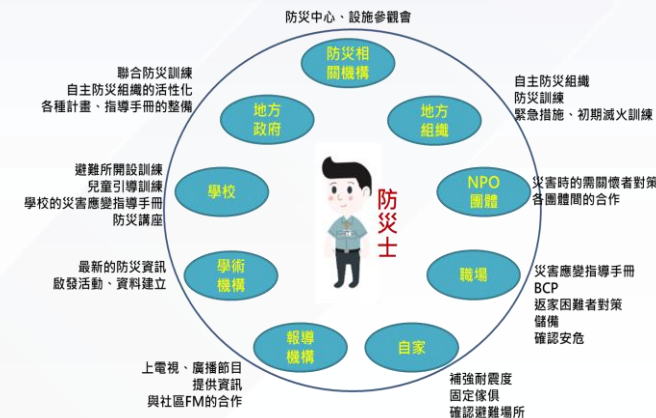 防災中心、設施參觀會
防災相
關機構
聯合防災訓練
自主防災組織的活性化
各種計畫、指導手冊的整備
地方
政府
地方
組織
自主防災組織
防災訓練
緊急措施、初期滅火訓練
避難所開設訓練
兒童引導訓練
學校的災害應變指導手冊
防災講座
學校
防災士
NPO
團體
災害時的需關懷者對策
各團體間的合作
最新的防災資訊
啟發活動、資料建立
學術
機構
職場
災害應變指導手冊
BCP
返家困難者對策
儲備
確認安危
報導
機構
自家
上電視、廣播節目
提供資訊
與社區FM的合作
補強耐震度
固定傢俱
確認避難場所